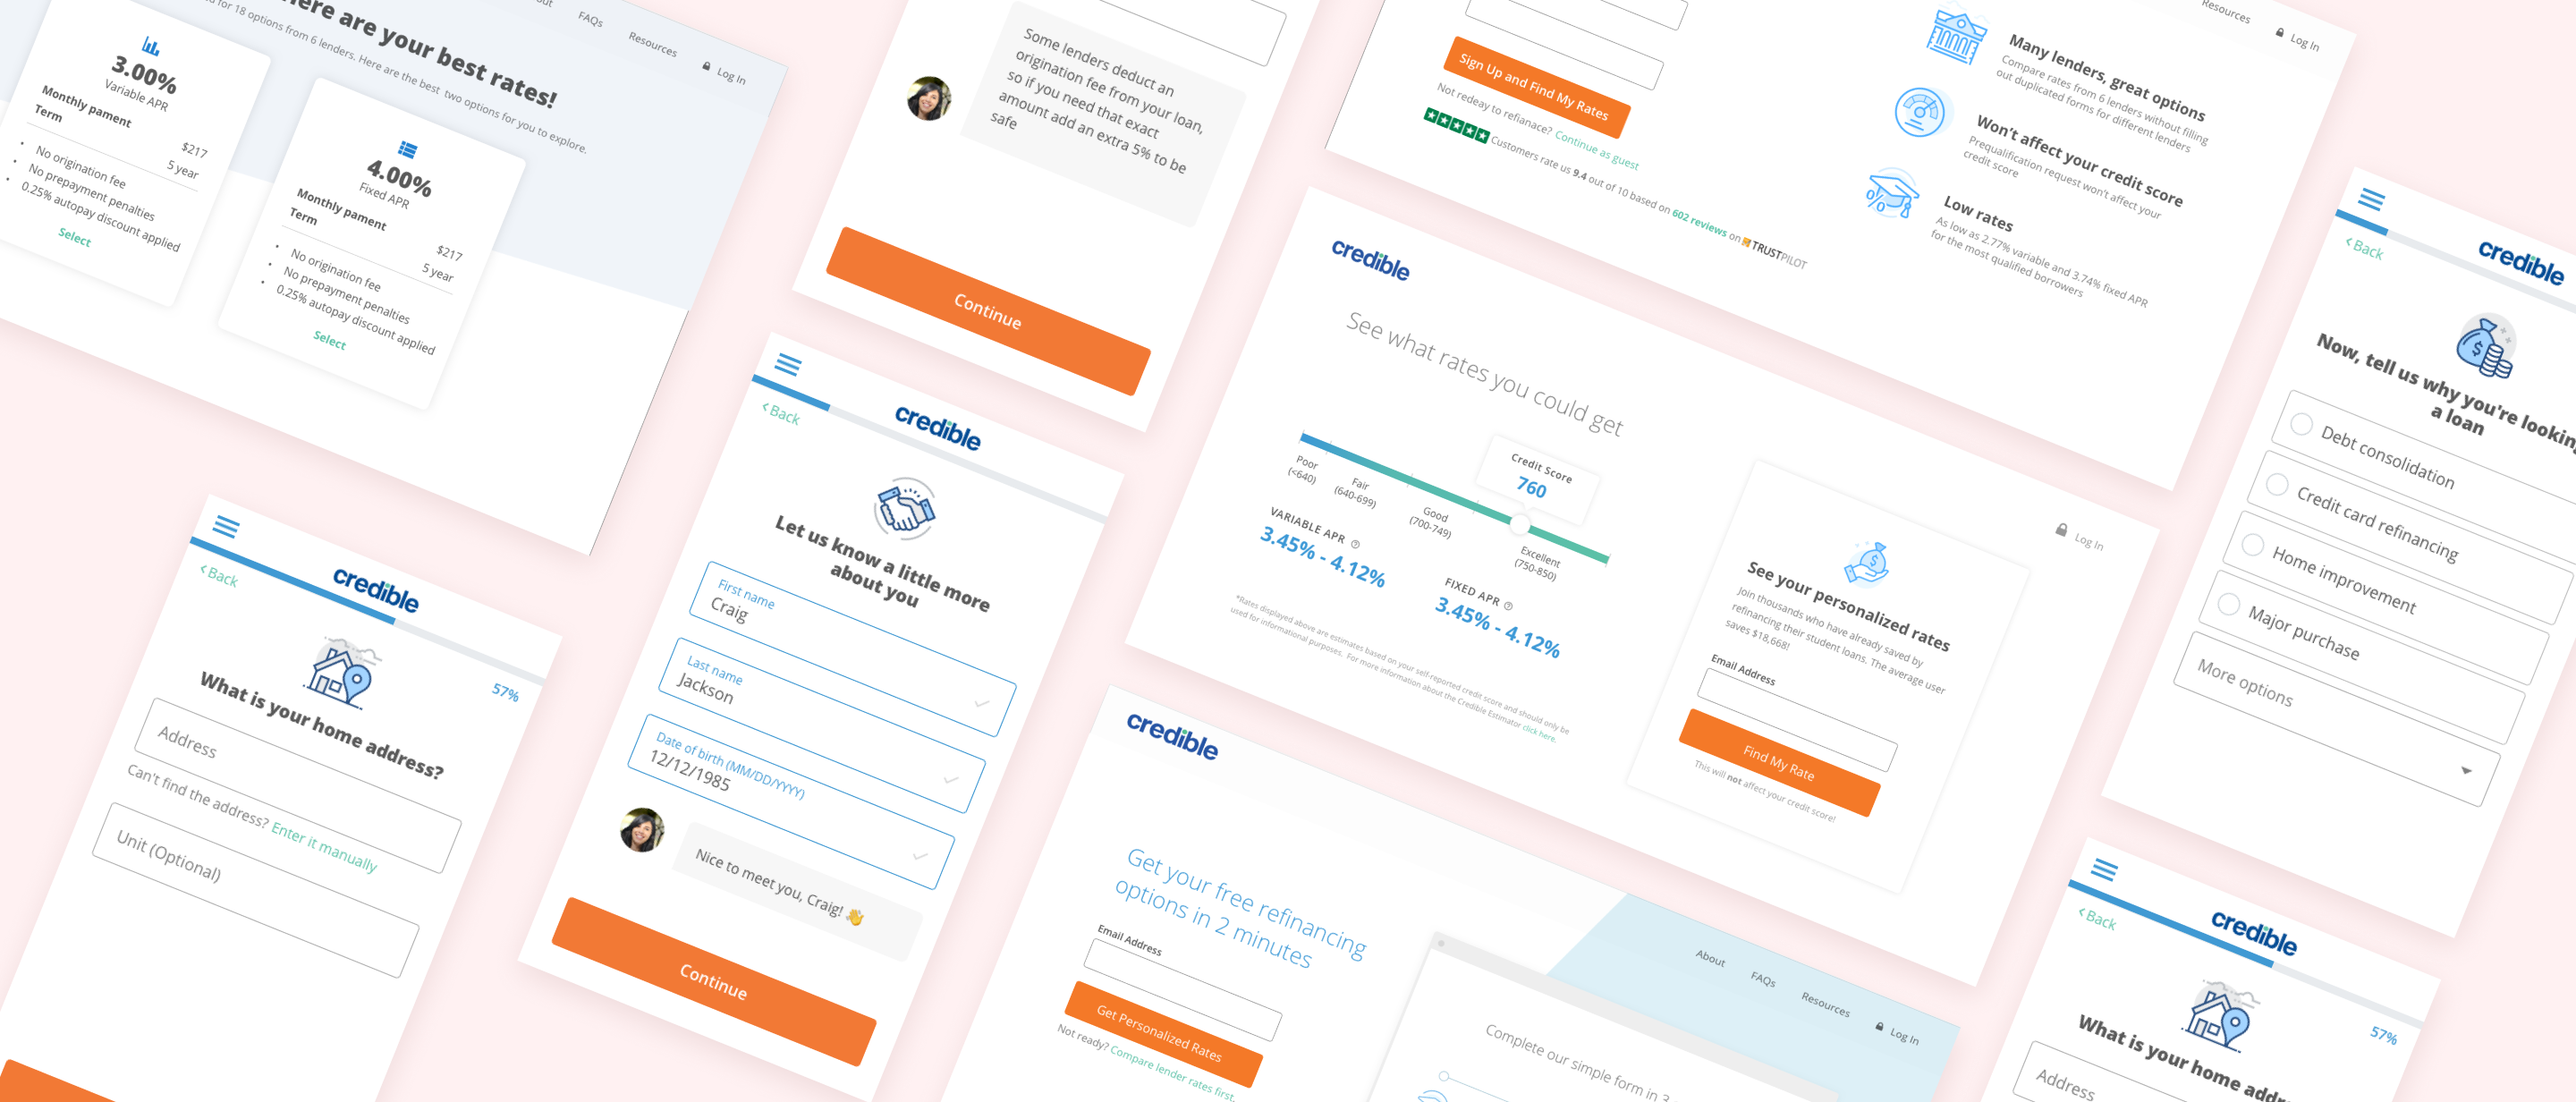 out
FAQs
Resources
Log In
here are your best rates!
for 18 options from 6 lenders. Here are the best two options for you to explore.
3.00%
Variable APR
Monthly pament
$217
Term
5 year
No origination fee
No prepayment penalties
0.25% autopay discount applied
Select
4.00%
Fixed APR
Monthly pament
$217
Term
5 year
No origination fee
No prepayment penalties
0.25% autopay discount applied
Select
Some lenders deduct an
origination fee from your loan,
so if you need that exact
amount add an extra 5% to be
safe
Continue
Resources
Log In
Sign Up and Find My Rates
Not redeay to refianace? Continue as guest
Customers rate us 9.4 out of 10 based on 602 reviews on TRUSTPILOT
Many lenders, great options
Compare rates from 6 lenders without filling
out duplicated forms for different lenders
Won't affect your credit score
Prequalification request won't affect your
credit score
Low rates
As low as 2.77% variable and 3.74% fixed APR
for the most qualified borrowers
credible
Log In
See what rates you could get
Credit Score
760
Poor
(<640)
Fair
(640-699)
Good
(700-749)
Excellent
(750-850)
VARIABLE APR
3.45% - 4.12%
FIXED APR
3.45% - 4.12%
*Rates displayed above are estimates based on your self-reported credit score and should only be
used for informational purposes. For more information about the Credible Estimator click here.
See your personalized rates
Join thousands who have already saved by
refinancing their student loans. The average user
saves $18,668!
Email Address
Find My Rate
This will not affect your credit score!
Back
credible
Now, tell us why you're looking
a loan
Debt consolidation
Credit card refinancing
Home improvement
Major purchase
More options
Back
credible
57%
What is your home address?
Address
Can't find the address? Enter it manually
Unit (Optional)
Back
credible
Let us know a little more
about you
First name
Craig
Last name
Jackson
Date of birth (MM/DD/YYYY)
12/12/1985
Nice to meet you, Craig! 👋
Continue
credible
About
FAQs
Resources
Log In
Get your free refinancing
options in 2 minutes
Email Address
Get Personalized Rates
Not ready? Compare lender rates first.
Complete our simple form in 3
Back
credible
57%
What is your home addre
Address